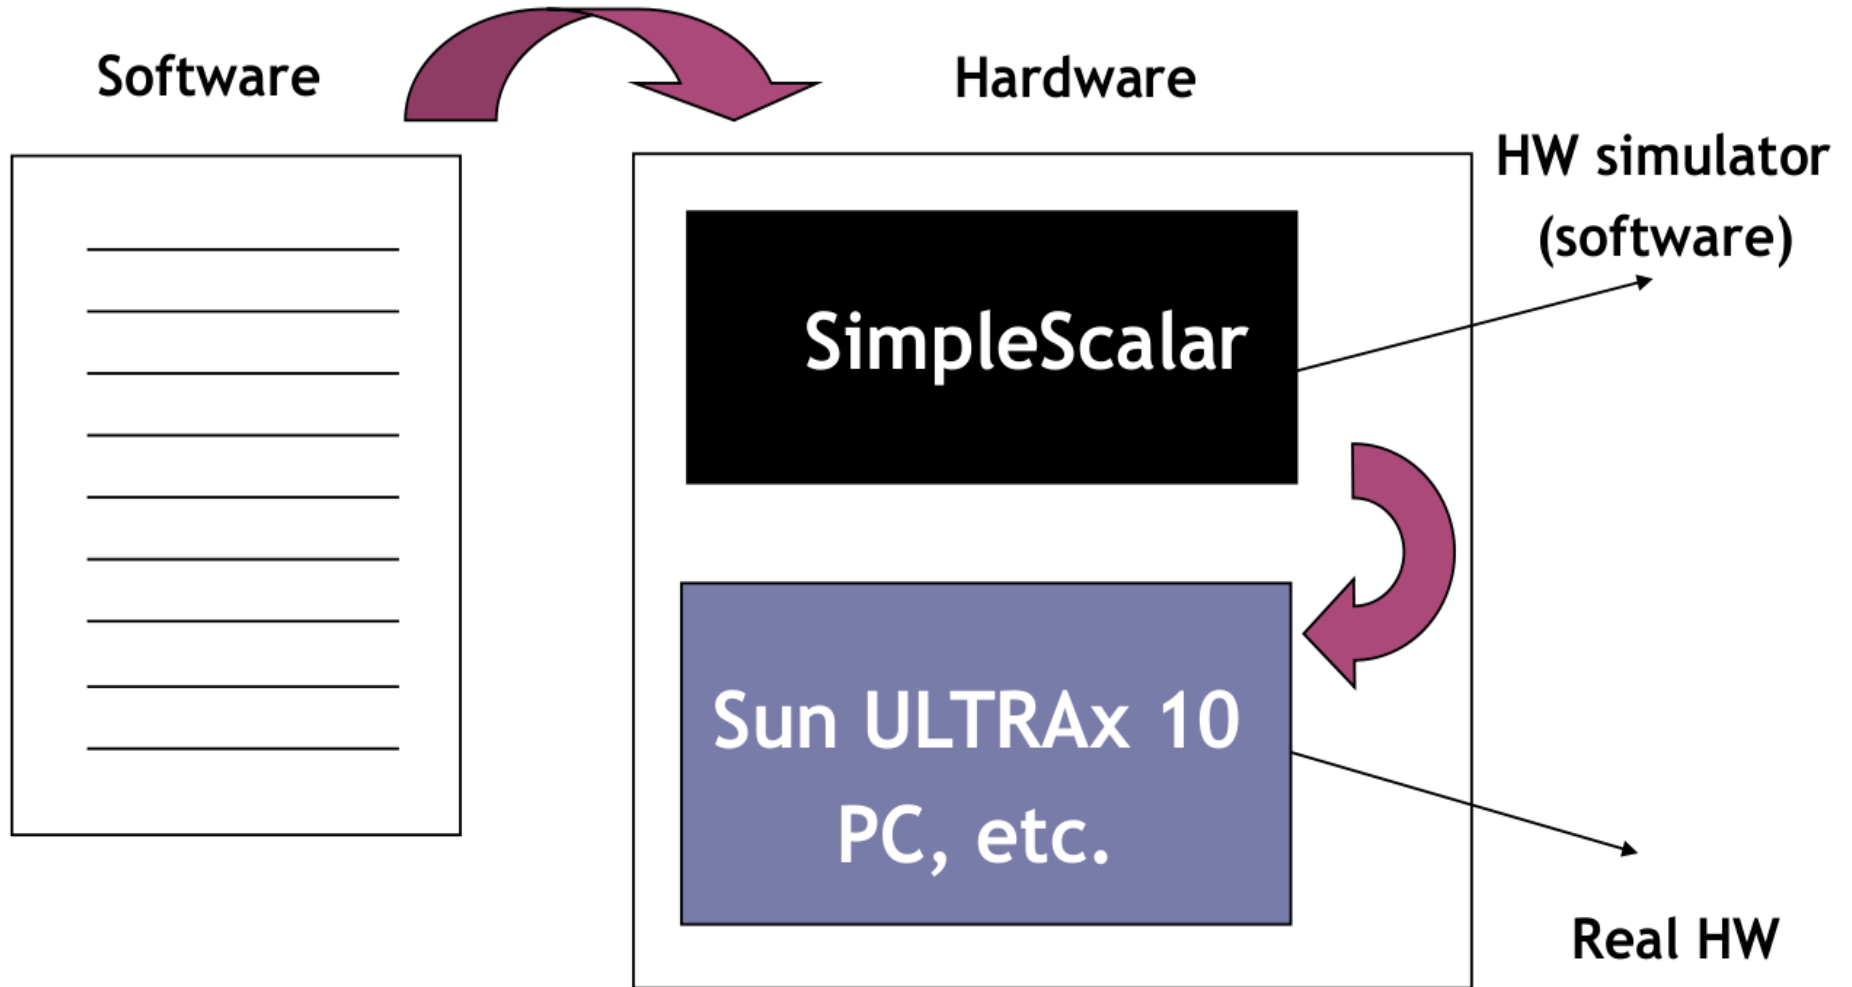 Software
Hardware
HW simulator
(software)
SimpleScalar
Sun ULTRAx 10
PC, etc.
Real HW